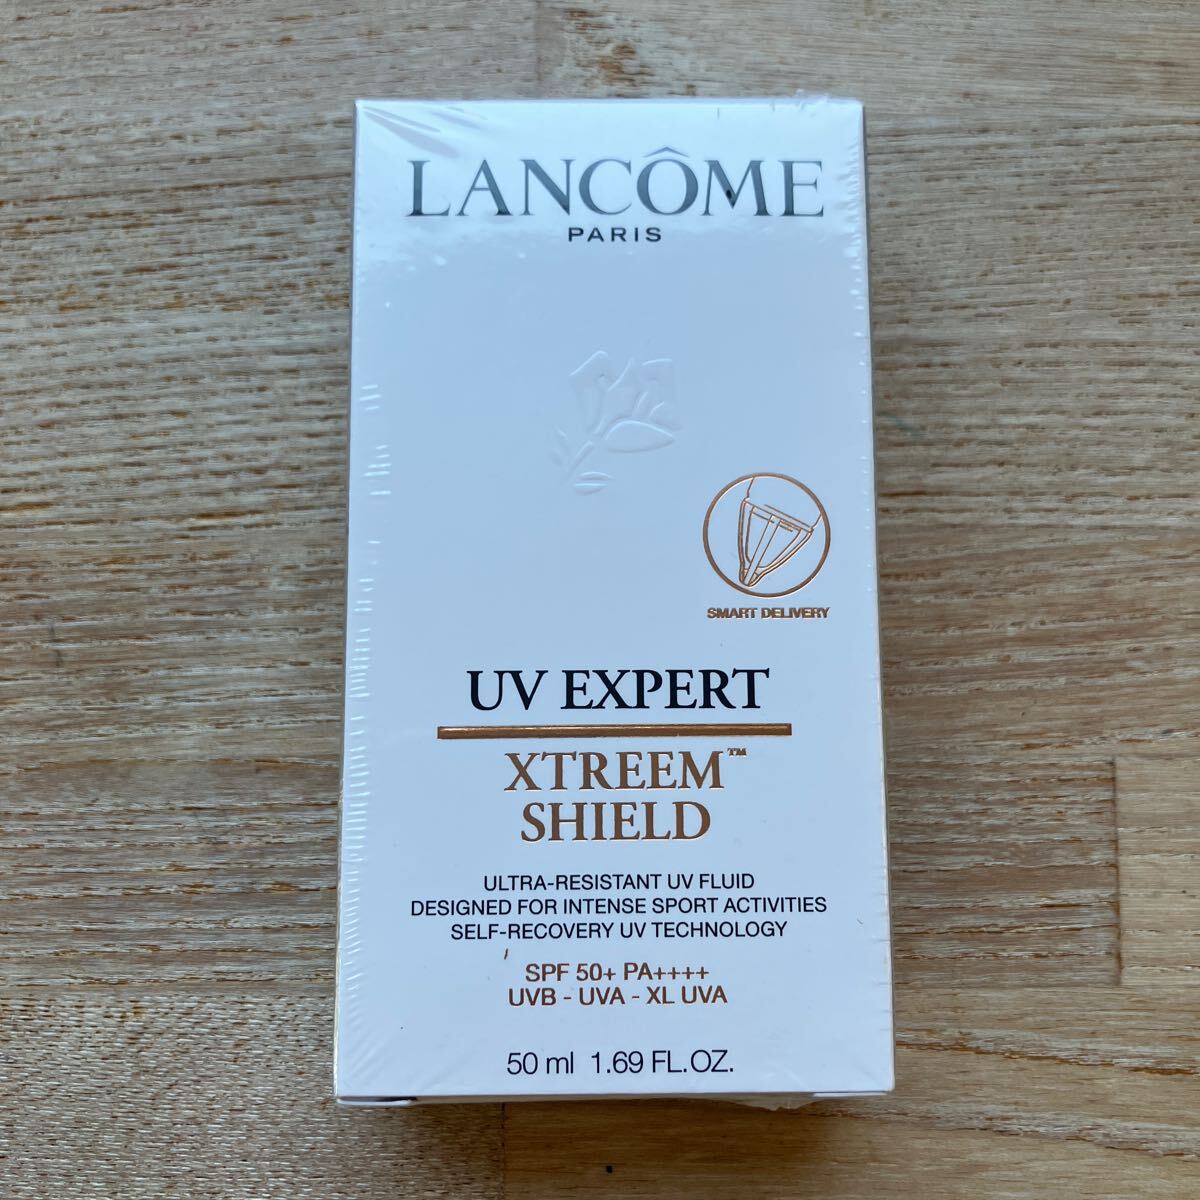 LANCÔME
PARIS
SMART DELIVERY
UV EXPERT
XTREEM™
SHIELD
ULTRA-RESISTANT UV FLUID
DESIGNED FOR INTENSE SPORT ACTIVITIES
SELF-RECOVERY UV TECHNOLOGY
SPF 50+ PA++++
UVB - UVA - XL UVA
50 ml 1.69 FL.OZ.